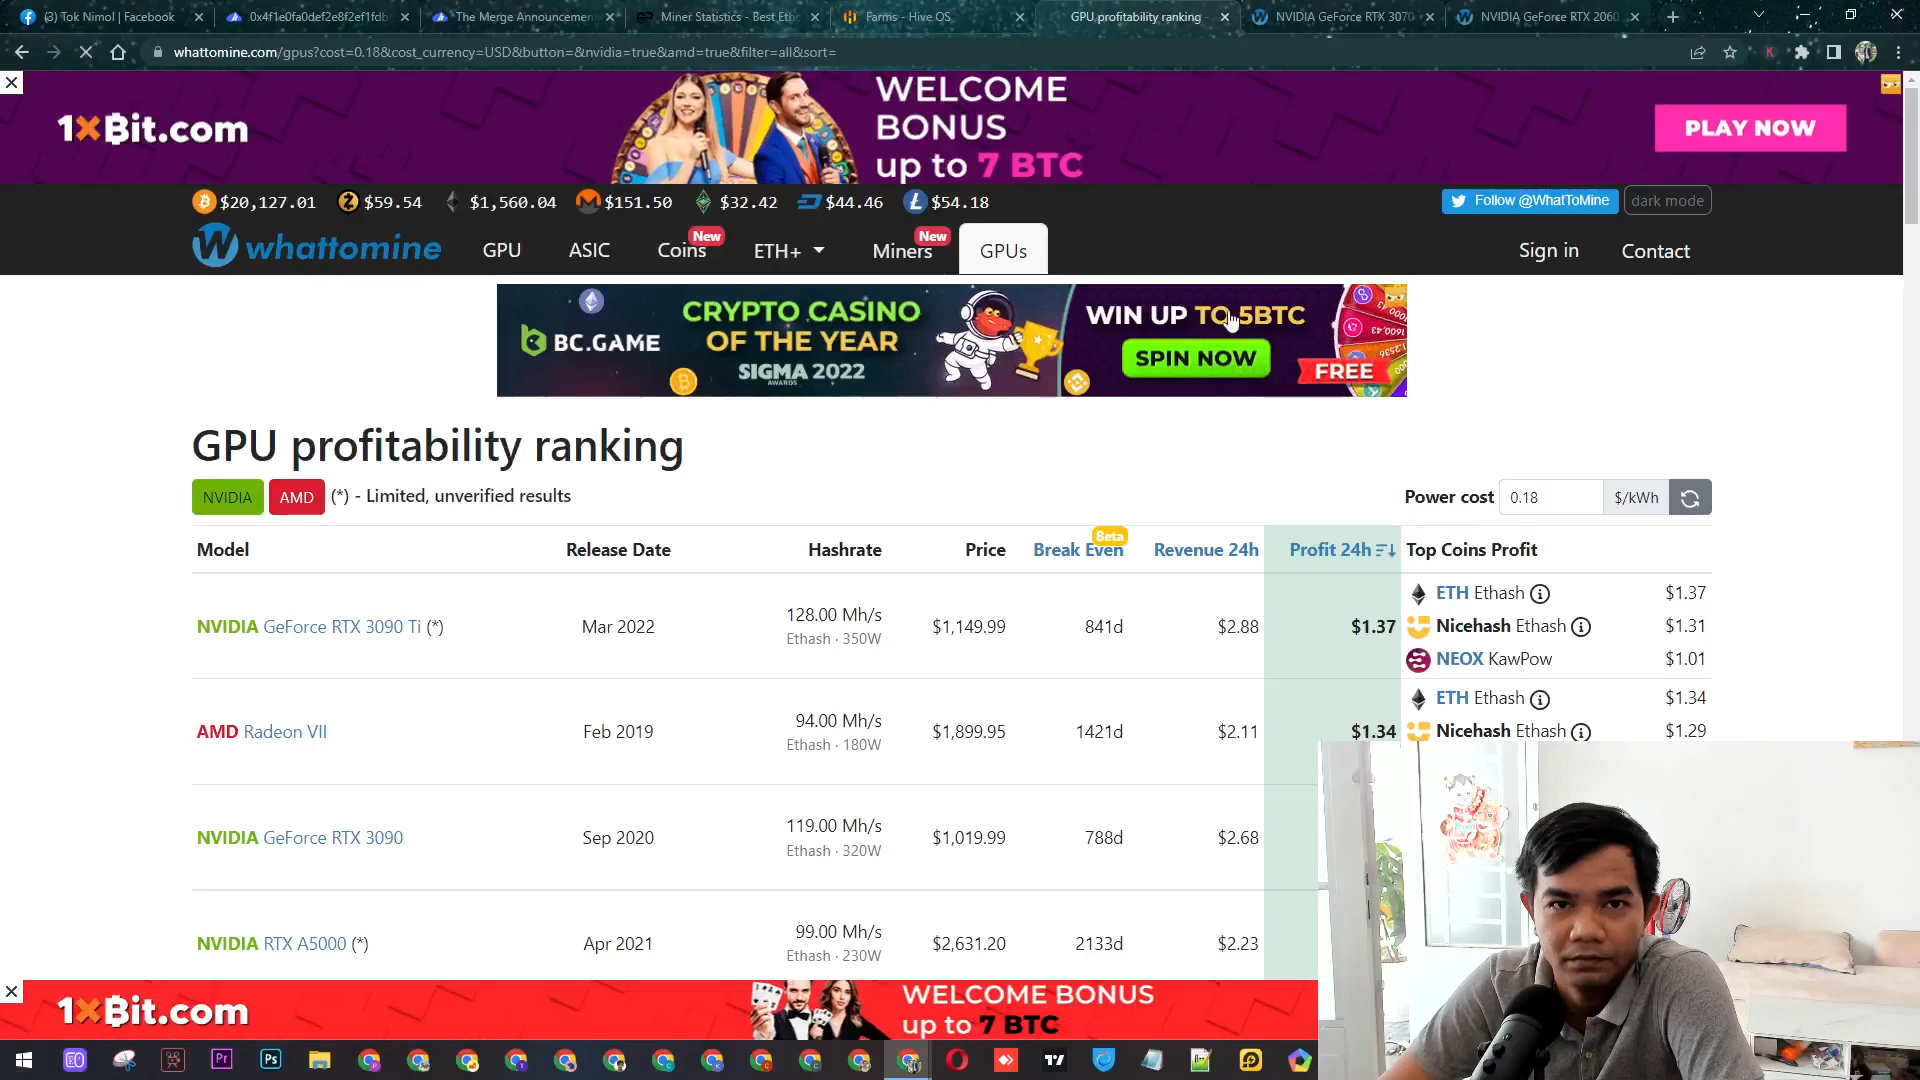 (3) Tok Nimol | Facebook
0x4f1e0fa0def2e8f2ef1fdb
The Merge Announcemen
Miner Statistics - Best Ethe
Farms - Hive OS
GPU profitability ranking
NVIDIA GeForce RTX 3070
NVIDIA GeForce RTX 2060
whattomine.com/gpus?cost=0.18&cost_currency=USD&button=&nvidia=true&amd=true&filter=all&sort=
1xBit.com
WELCOME
BONUS
up to 7 BTC
PLAY NOW
$20,127.01 $59.54 $1,560.04 $151.50 $32.42 $44.46 $54.18
Follow @WhatToMine
dark mode
whattomine
GPU
ASIC
Coins
New
ETH+
Miners
New
GPUs
Sign in
Contact
BC.GAME
CRYPTO CASINO
OF THE YEAR
SIGMA 2022
AWARDS
WIN UP TO 5BTC
SPIN NOW
FREE
GPU profitability ranking
NVIDIA AMD (*) - Limited, unverified results
Power cost 0.18 $/kWh
Model Release Date Hashrate Price Break Even Beta Revenue 24h Profit 24h Top Coins Profit
NVIDIA GeForce RTX 3090 Ti (*) Mar 2022 128.00 Mh/s Ethash · 350W $1,149.99 841d $2.88 $1.37
ETH Ethash $1.37
Nicehash Ethash $1.31
NEOX KawPow $1.01
AMD Radeon VII Feb 2019 94.00 Mh/s Ethash · 180W $1,899.95 1421d $2.11 $1.34
ETH Ethash $1.34
Nicehash Ethash $1.29
NVIDIA GeForce RTX 3090 Sep 2020 119.00 Mh/s Ethash · 320W $1,019.99 788d $2.68
NVIDIA RTX A5000 (*) Apr 2021 99.00 Mh/s Ethash · 230W $2,631.20 2133d $2.23
1xBit.com
WELCOME BONUS
up to 7 BTC
Pr
Ps